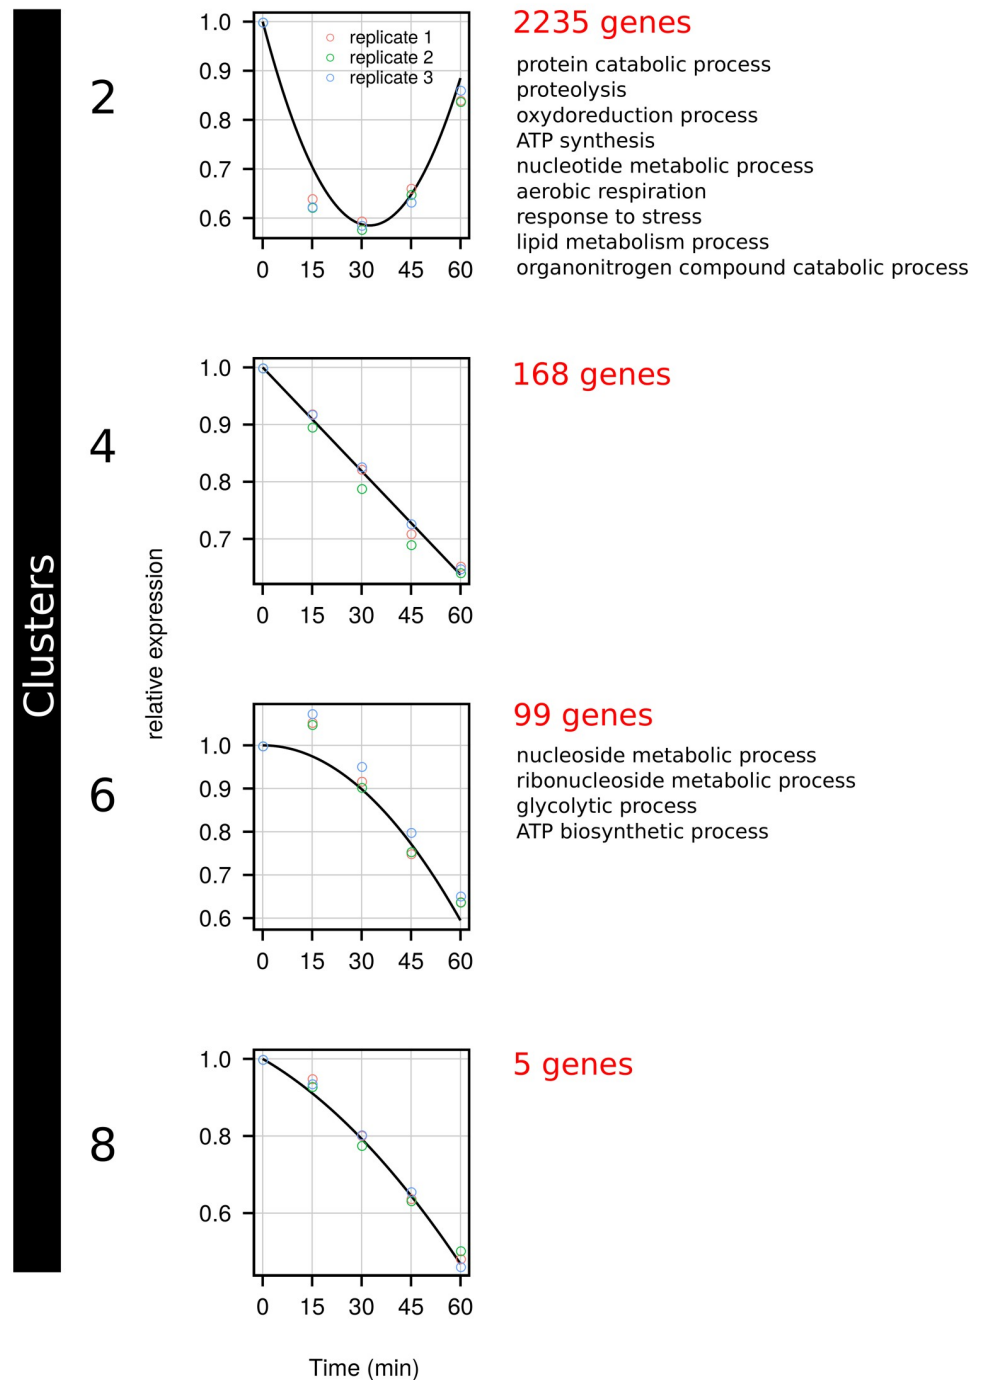 Clusters
relative expression
2
1.0
0.9
0.8
0.7
0.6
0 15 30 45 60
replicate 1
replicate 2
replicate 3
2235 genes
protein catabolic process
proteolysis
oxydoreduction process
ATP synthesis
nucleotide metabolic process
aerobic respiration
response to stress
lipid metabolism process
organonitrogen compound catabolic process
4
1.0
0.9
0.8
0.7
0 15 30 45 60
168 genes
6
1.0
0.9
0.8
0.7
0.6
0 15 30 45 60
99 genes
nucleoside metabolic process
ribonucleoside metabolic process
glycolytic process
ATP biosynthetic process
8
1.0
0.8
0.6
0 15 30 45 60
5 genes
Time (min)